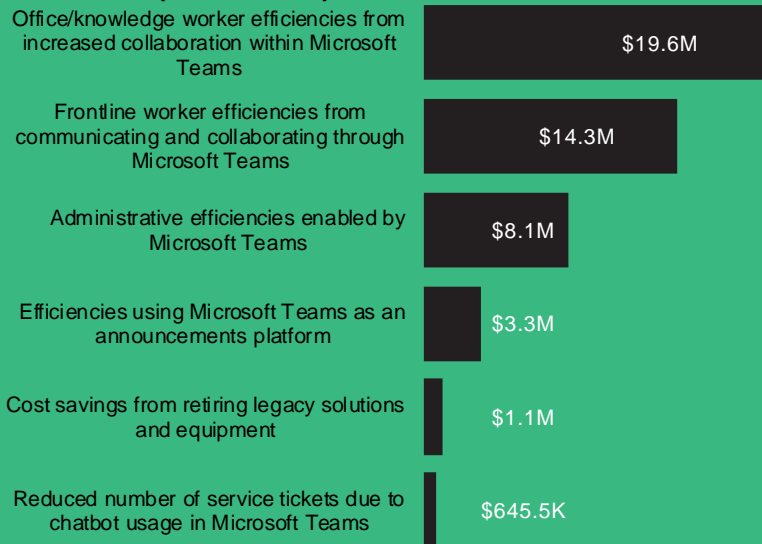 Office/knowledge worker efficiencies from
increased collaboration within Microsoft
Teams
$19.6M
Frontline worker efficiencies from
communicating and collaborating through
Microsoft Teams
$14.3M
Administrative efficiencies enabled by
Microsoft Teams
$8.1M
Efficiencies using Microsoft Teams as an
announcements platform
$3.3M
Cost savings from retiring legacy solutions
and equipment
$1.1M
Reduced number of service tickets due to
chatbot usage in Microsoft Teams
$645.5K